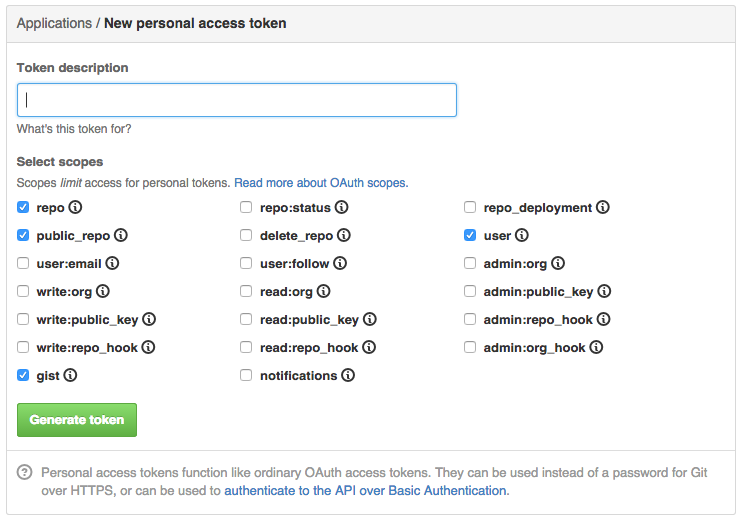 Applications / New personal access token
Token description
What's this token for?
Select scopes
Scopes limit access for personal tokens. Read more about OAuth scopes.
repo repo:status repo_deployment
public_repo delete_repo user
user:email user:follow admin:org
write:org read:org admin:public_key
write:public_key read:public_key admin:repo_hook
write:repo_hook read:repo_hook admin:org_hook
gist notifications
Generate token
Personal access tokens function like ordinary OAuth access tokens. They can be used instead of a password for Git
over HTTPS, or can be used to authenticate to the API over Basic Authentication.